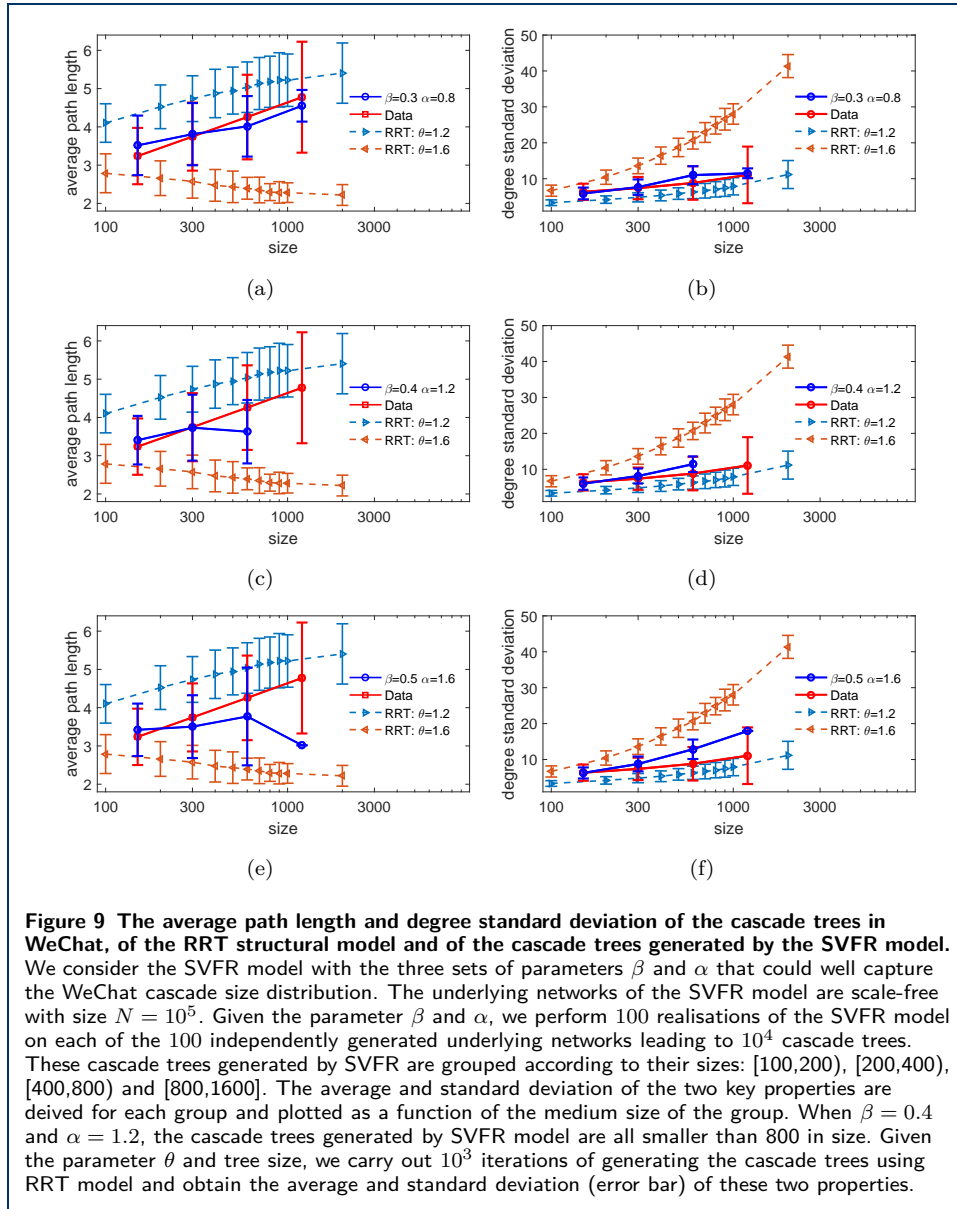 average path length
6
5
4
3
2
100
300
1000
3000
size
β=0.3 α=0.8
Data
RRT: θ=1.2
RRT: θ=1.6
(a)
degree standard deviation
50
40
30
20
10
100
300
1000
3000
size
β=0.3 α=0.8
Data
RRT: θ=1.2
RRT: θ=1.6
(b)
average path length
6
5
4
3
2
100
300
1000
3000
size
β=0.4 α=1.2
Data
RRT: θ=1.2
RRT: θ=1.6
(c)
degree standard deviation
50
40
30
20
10
100
300
1000
3000
size
β=0.4 α=1.2
Data
RRT: θ=1.2
RRT: θ=1.6
(d)
average path length
6
5
4
3
2
100
300
1000
3000
size
β=0.5 α=1.6
Data
RRT: θ=1.2
RRT: θ=1.6
(e)
degree standard deviation
50
40
30
20
10
100
300
1000
3000
size
β=0.5 α=1.6
Data
RRT: θ=1.2
RRT: θ=1.6
(f)
Figure 9 The average path length and degree standard deviation of the cascade trees in
WeChat, of the RRT structural model and of the cascade trees generated by the SVFR model.
We consider the SVFR model with the three sets of parameters β and α that could well capture
the WeChat cascade size distribution. The underlying networks of the SVFR model are scale-free
with size N = 10⁵. Given the parameter β and α, we perform 100 realisations of the SVFR model
on each of the 100 independently generated underlying networks leading to 10⁴ cascade trees.
These cascade trees generated by SVFR are grouped according to their sizes: [100,200), [200,400),
[400,800) and [800,1600]. The average and standard deviation of the two key properties are
deived for each group and plotted as a function of the medium size of the group. When β = 0.4
and α = 1.2, the cascade trees generated by SVFR model are all smaller than 800 in size. Given
the parameter θ and tree size, we carry out 10³ iterations of generating the cascade trees using
RRT model and obtain the average and standard deviation (error bar) of these two properties.